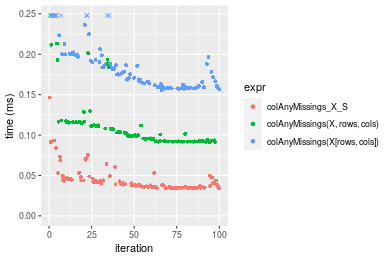 0.25
0.20
0.15
0.10
0.05
0.00
time (ms)
0
25
50
75
100
iteration
expr
colAnyMissings_X_S
colAnyMissings(X, rows, cols)
colAnyMissings(X[rows, cols])